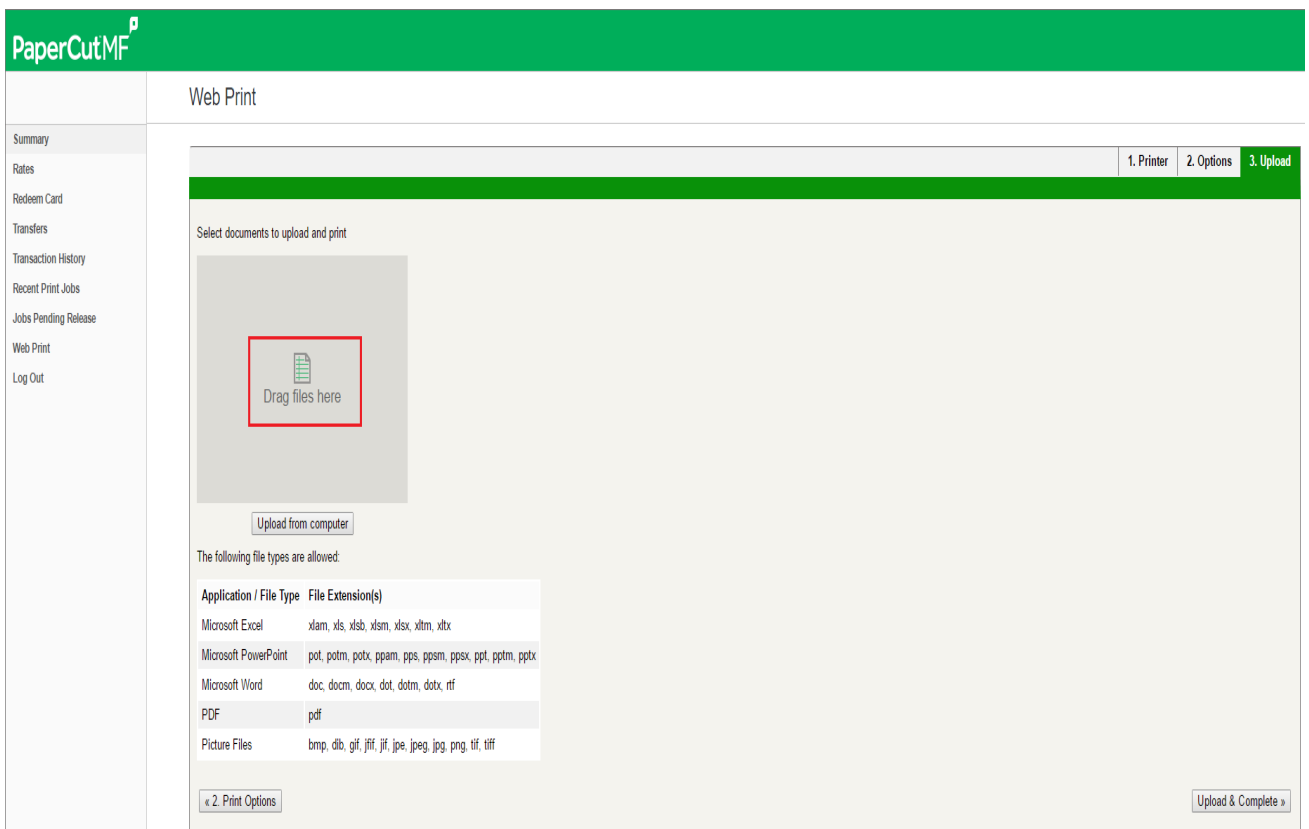 PaperCutMF
Web Print
Summary
Rates
Redeem Card
Transfers
Transaction History
Recent Print Jobs
Jobs Pending Release
Web Print
Log Out
1. Printer 2. Options 3. Upload
Select documents to upload and print
Drag files here
Upload from computer
The following file types are allowed:
Application / File Type File Extension(s)
Microsoft Excel xlam, xls, xlsb, xlsm, xlsx, xltm, xltx
Microsoft PowerPoint pot, potm, potx, ppam, pps, ppsm, ppsx, ppt, pptm, pptx
Microsoft Word doc, docm, docx, dot, dotm, dotx, rtf
PDF pdf
Picture Files bmp, dib, gif, jfif, jif, jpe, jpeg, jpg, png, tif, tiff
« 2. Print Options
Upload & Complete »